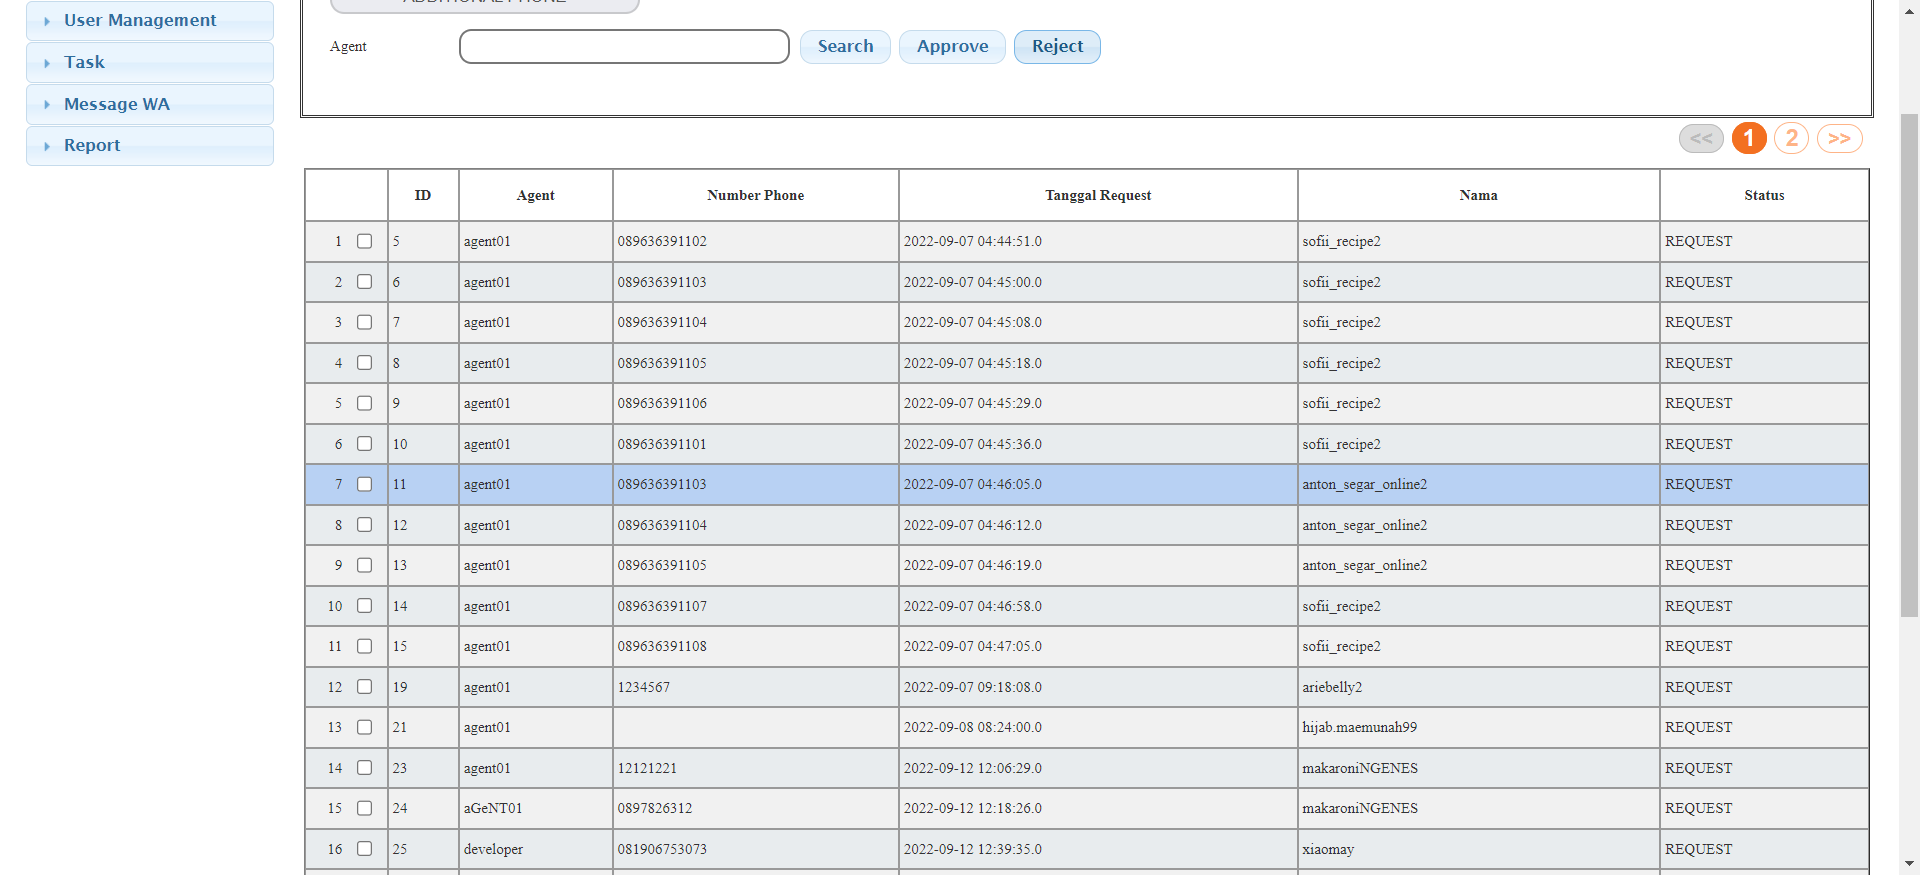 ADDITIONAL PHONE
User Management
Task
Message WA
Report
Agent Search Approve Reject
<< 1 2 >>
ID Agent Number Phone Tanggal Request Nama Status
1 5 agent01 089636391102 2022-09-07 04:44:51.0 sofii_recipe2 REQUEST
2 6 agent01 089636391103 2022-09-07 04:45:00.0 sofii_recipe2 REQUEST
3 7 agent01 089636391104 2022-09-07 04:45:08.0 sofii_recipe2 REQUEST
4 8 agent01 089636391105 2022-09-07 04:45:18.0 sofii_recipe2 REQUEST
5 9 agent01 089636391106 2022-09-07 04:45:29.0 sofii_recipe2 REQUEST
6 10 agent01 089636391101 2022-09-07 04:45:36.0 sofii_recipe2 REQUEST
7 11 agent01 089636391103 2022-09-07 04:46:05.0 anton_segar_online2 REQUEST
8 12 agent01 089636391104 2022-09-07 04:46:12.0 anton_segar_online2 REQUEST
9 13 agent01 089636391105 2022-09-07 04:46:19.0 anton_segar_online2 REQUEST
10 14 agent01 089636391107 2022-09-07 04:46:58.0 sofii_recipe2 REQUEST
11 15 agent01 089636391108 2022-09-07 04:47:05.0 sofii_recipe2 REQUEST
12 19 agent01 1234567 2022-09-07 09:18:08.0 ariebelly2 REQUEST
13 21 agent01 2022-09-08 08:24:00.0 hijab.maemunah99 REQUEST
14 23 agent01 12121221 2022-09-12 12:06:29.0 makaroniNGENES REQUEST
15 24 aGeNT01 0897826312 2022-09-12 12:18:26.0 makaroniNGENES REQUEST
16 25 developer 081906753073 2022-09-12 12:39:35.0 xiaomay REQUEST